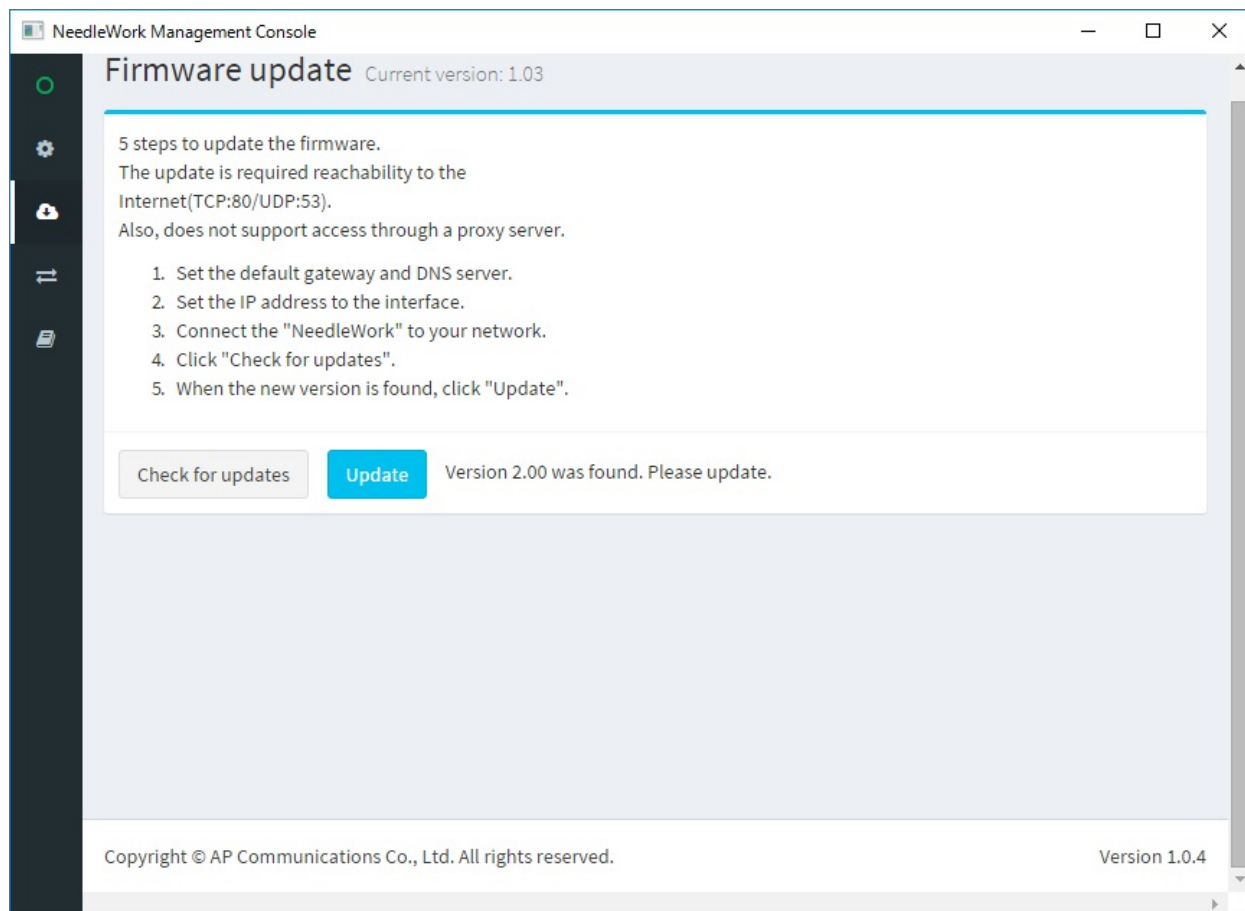 NeedleWork Management Console
Firmware update Current version: 1.03
5 steps to update the firmware.
The update is required reachability to the
Internet(TCP:80/UDP:53).
Also, does not support access through a proxy server.
1. Set the default gateway and DNS server.
2. Set the IP address to the interface.
3. Connect the "NeedleWork" to your network.
4. Click "Check for updates".
5. When the new version is found, click "Update".
Check for updates Update Version 2.00 was found. Please update.
Copyright © AP Communications Co., Ltd. All rights reserved. Version 1.0.4